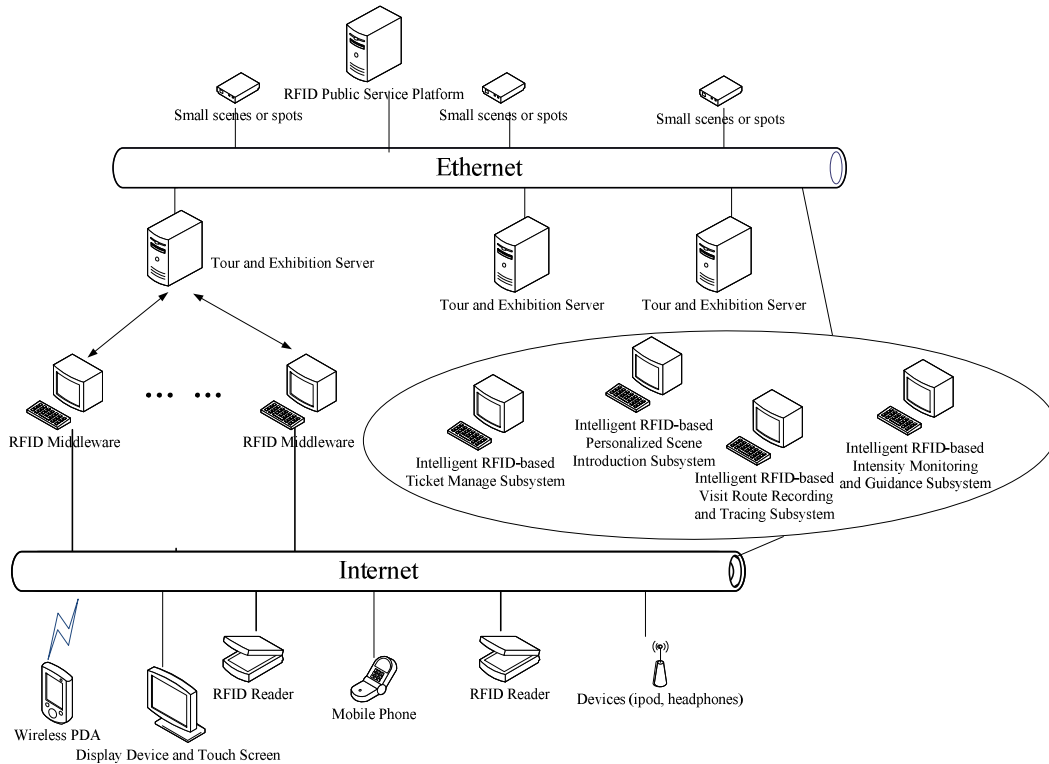 RFID Public Service Platform
Small scenes or spots
Small scenes or spots
Small scenes or spots
Ethernet
Tour and Exhibition Server
Tour and Exhibition Server
Tour and Exhibition Server
... ...
RFID Middleware
RFID Middleware
Intelligent RFID-based
Ticket Manage Subsystem
Intelligent RFID-based
Personalized Scene
Introduction Subsystem
Intelligent RFID-based
Visit Route Recording
and Tracing Subsystem
Intelligent RFID-based
Intensity Monitoring
and Guidance Subsystem
Internet
Wireless PDA
Display Device and Touch Screen
RFID Reader
Mobile Phone
RFID Reader
Devices (ipod, headphones)